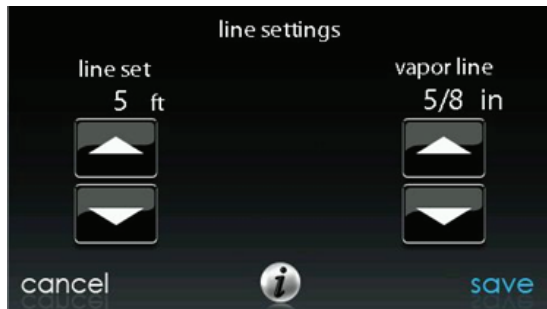 line settings
line set
5 ft
vapor line
5/8 in
cancel
i
save